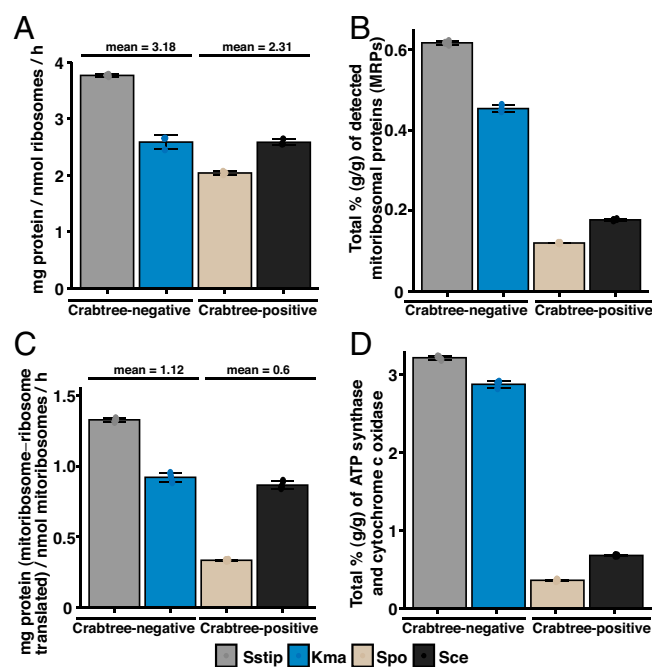 A
mean = 3.18 mean = 2.31
mg protein / nmol ribosomes / h
4
3
2
1
0
Crabtree-negative Crabtree-positive
B
Total % (g/g) of detected
mitoribosomal proteins (MRPs)
0.6
0.4
0.2
0
Crabtree-negative Crabtree-positive
C
mean = 1.12 mean = 0.6
mg protein (mitoribosome−ribosome
translated) / nmol mitoribosomes / h
1.5
1.0
0.5
0
Crabtree-negative Crabtree-positive
D
Total % (g/g) of ATP synthase
and cytochrome c oxidase
3
2
1
0
Crabtree-negative Crabtree-positive
Sstip Kma Spo Sce